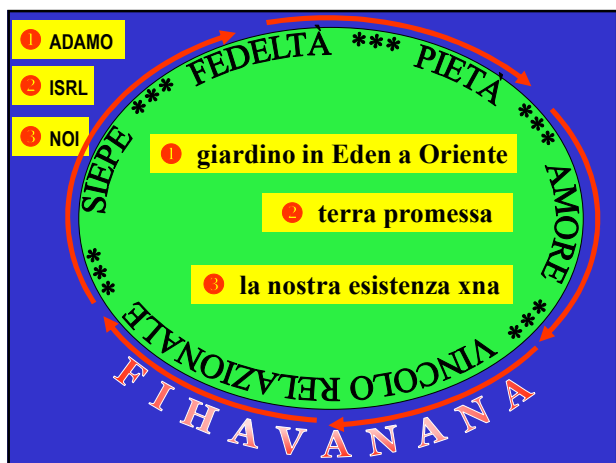 ❶ ADAMO
❷ ISRL
❸ NOI
SIEPE *** FEDELTÀ *** PIETÀ *** AMORE *** VINCOLO RELAZIONALE ***
❶ giardino in Eden a Oriente
❷ terra promessa
❸ la nostra esistenza xna
FIHAVANANA